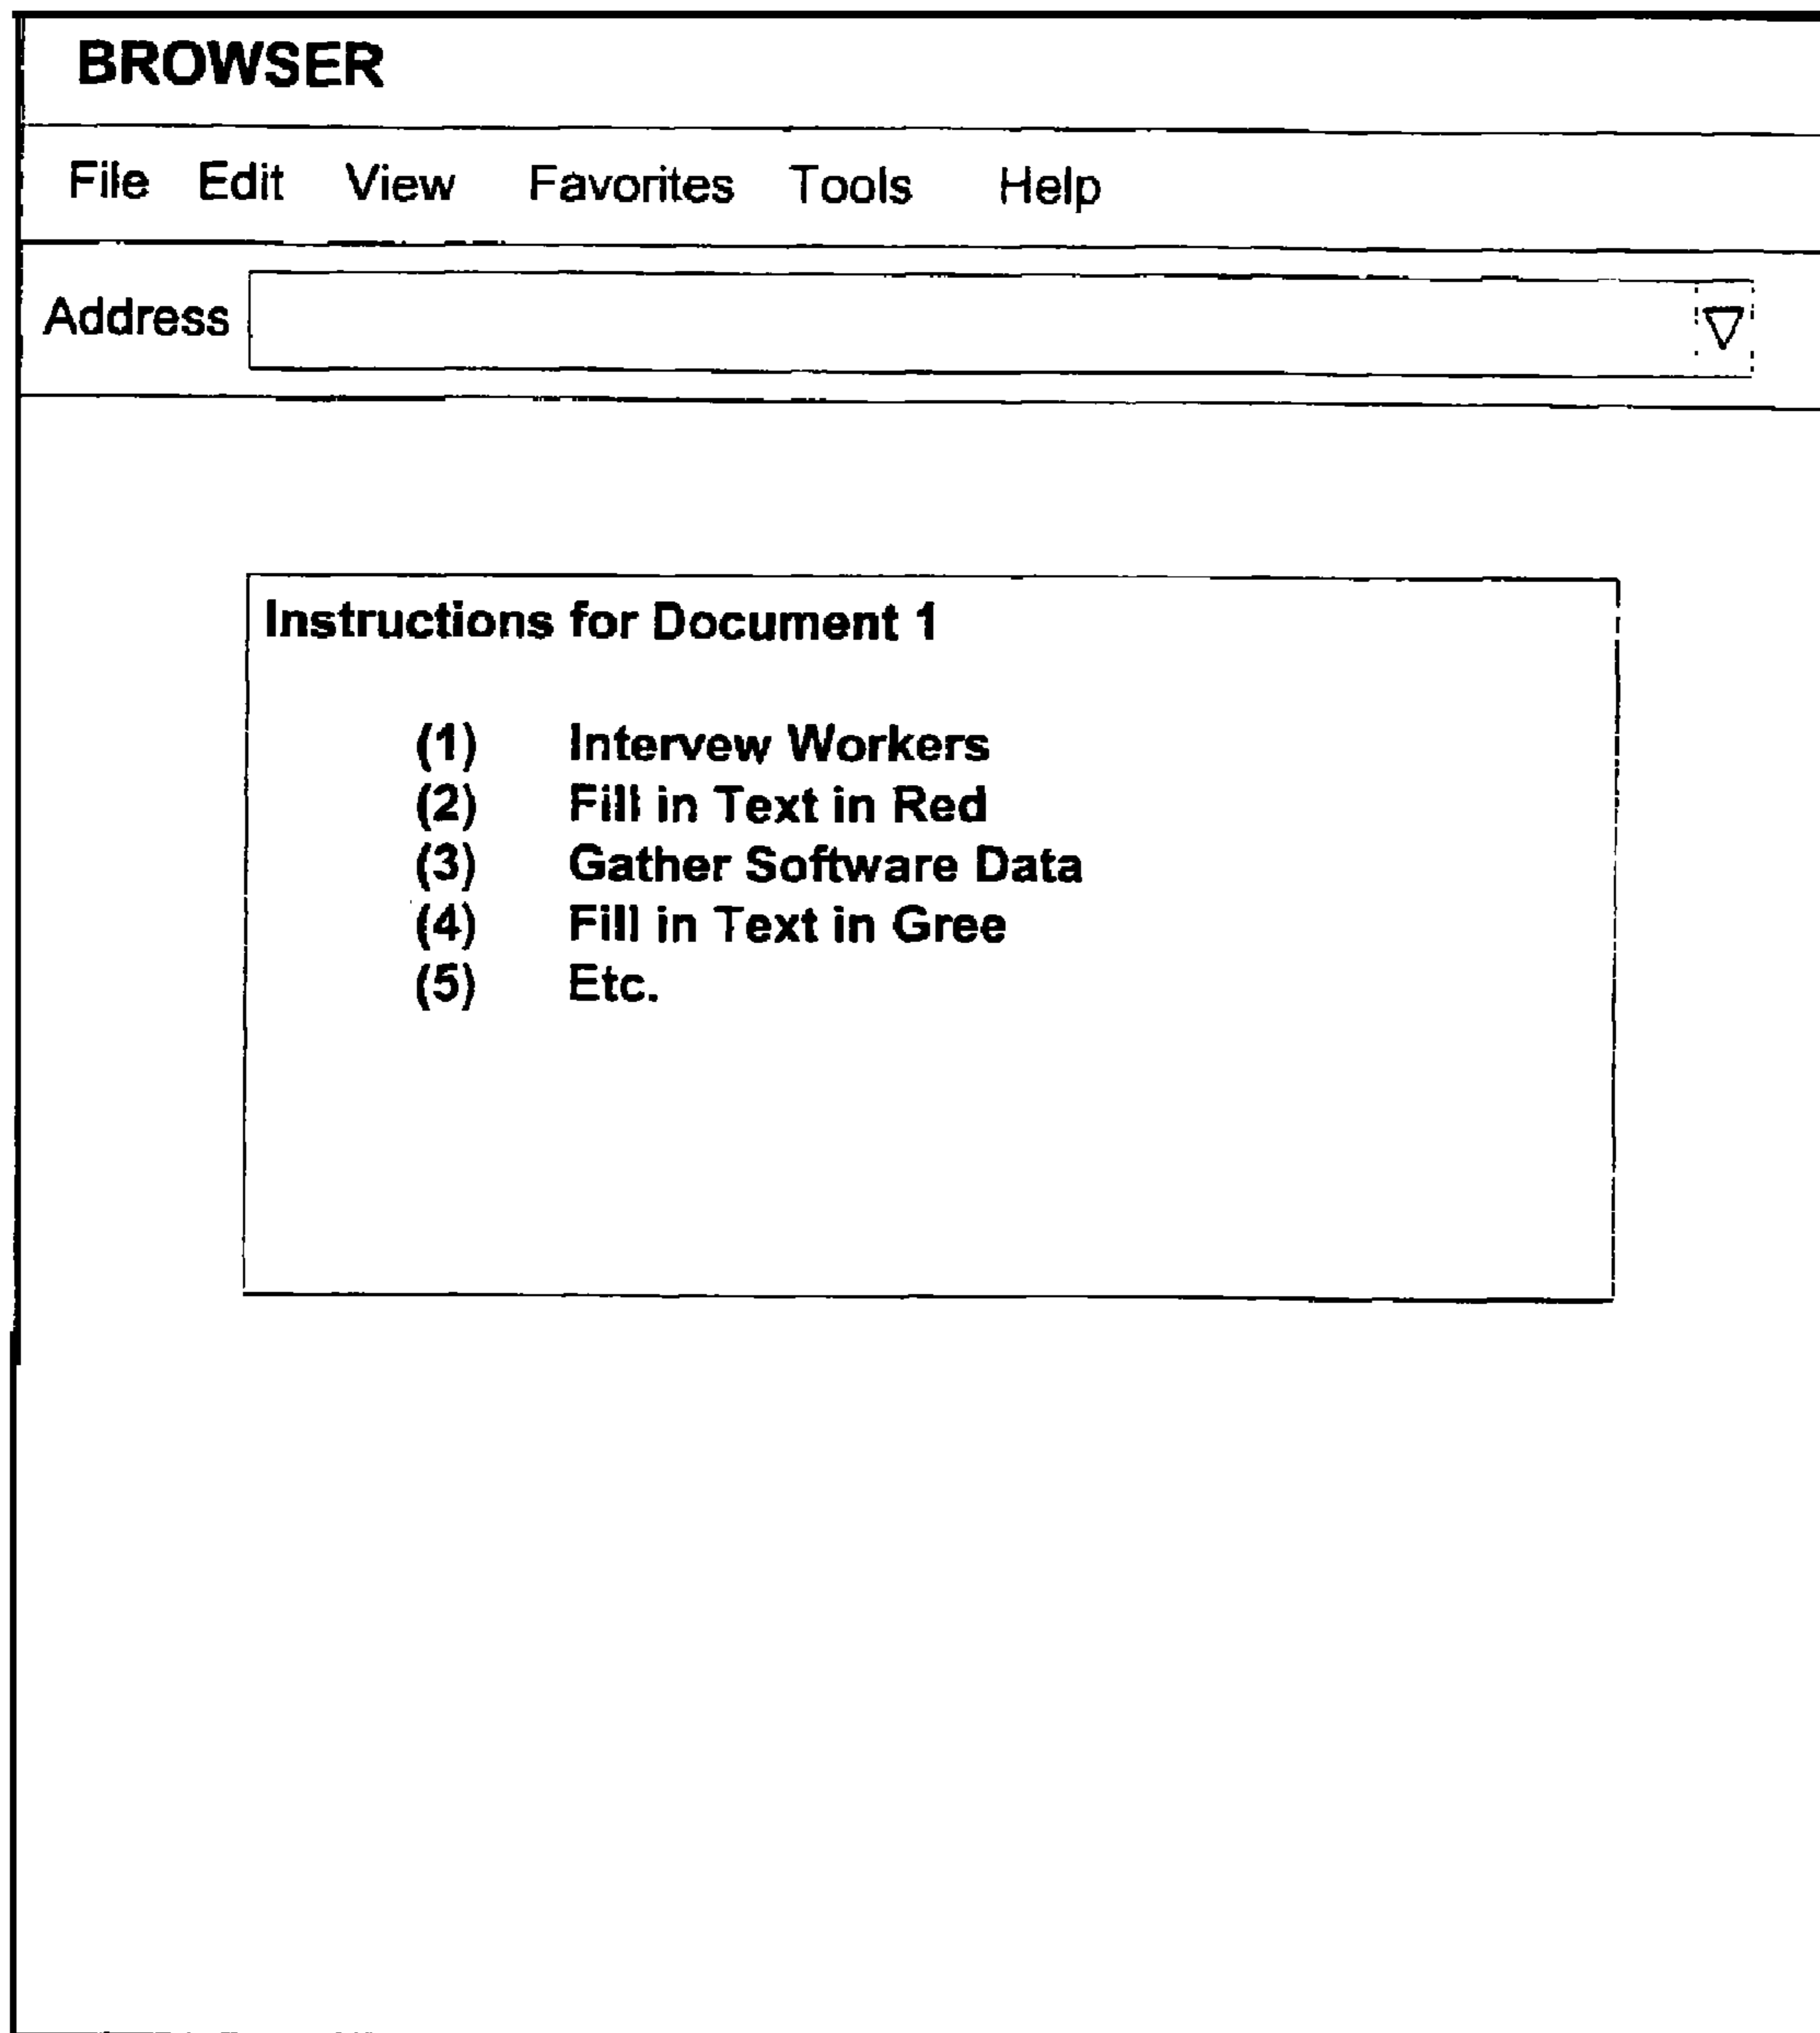 BROWSER
File Edit View Favorites Tools Help
Address
Instructions for Document 1
(1) Intervew Workers
(2) Fill in Text in Red
(3) Gather Software Data
(4) Fill in Text in Gree
(5) Etc.